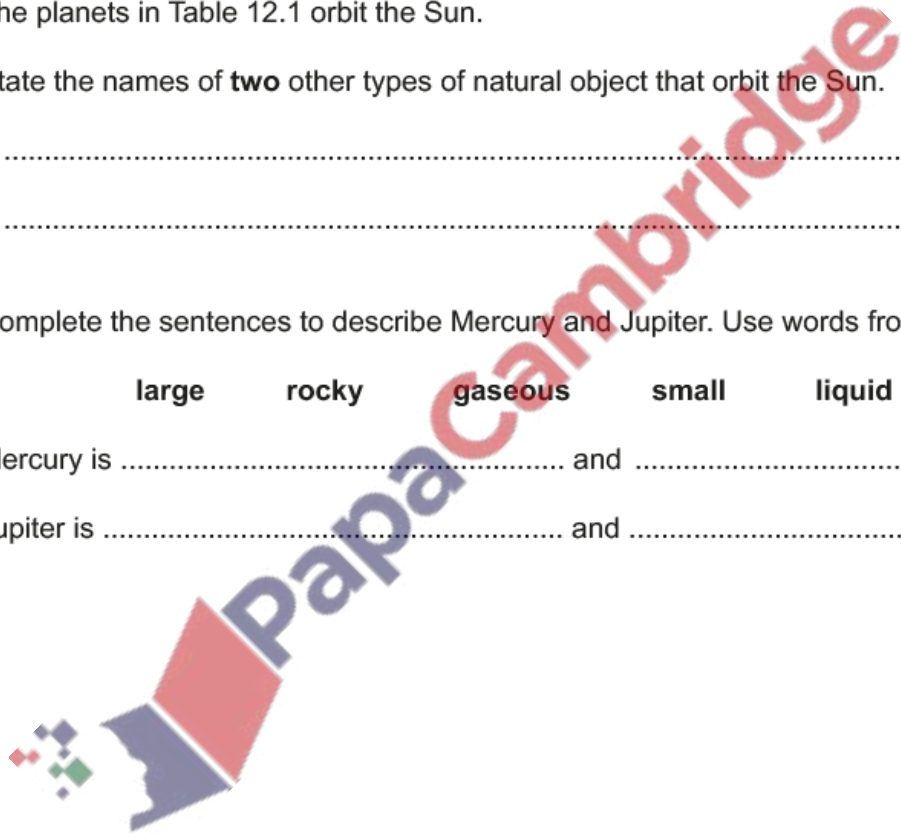 he planets in Table 12.1 orbit the Sun.
tate the names of two other types of natural object that orbit the Sun.
....................................................................................................
....................................................................................................
omplete the sentences to describe Mercury and Jupiter. Use words fro
large rocky gaseous small liquid
lercury is ........................................................ and ..................................
upiter is .......................................................... and ...................................
PapaCambridge